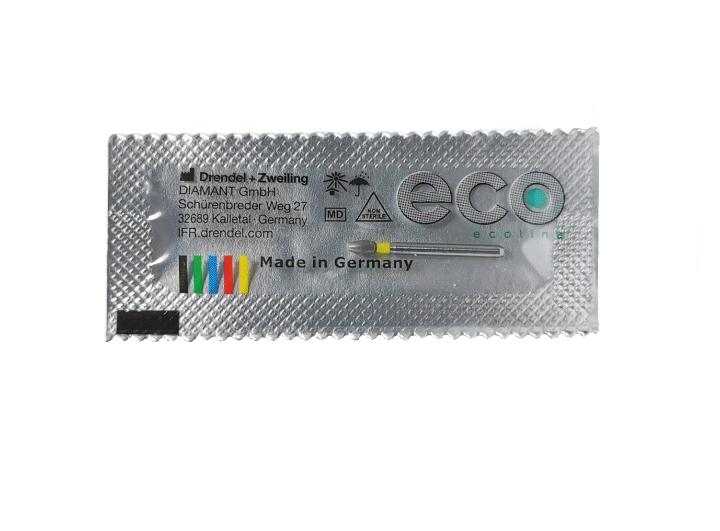 Drendel + Zweiling
DIAMANT GmbH
Schürenbreder Weg 27
32689 Kalletal · Germany
IFR.drendel.com
MD
NON
STERILE
eco
ecoline
Made in Germany